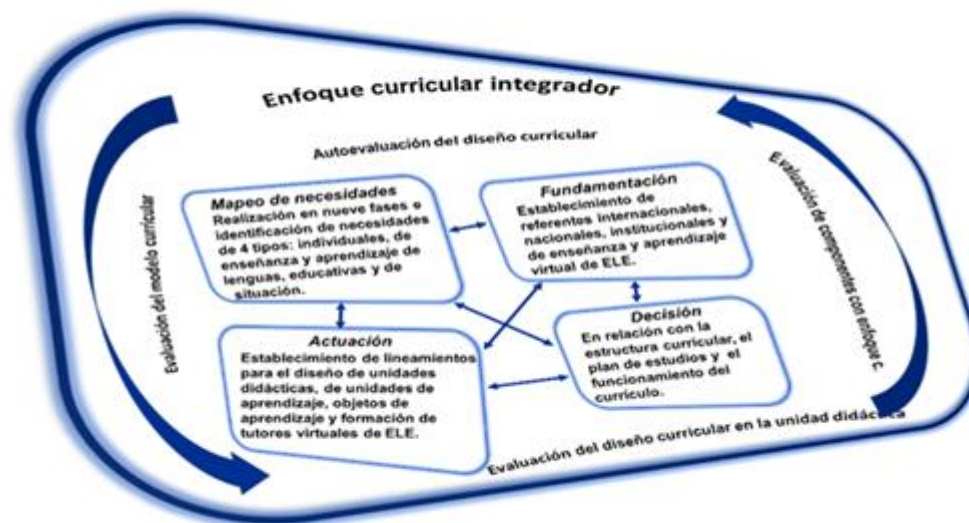 Enfoque curricular integrador
Autoevaluación del diseño curricular
Mapeo de necesidades
Realización en nueve fases e
identificación de necesidades
de 4 tipos: individuales, de
enseñanza y aprendizaje de
lenguas, educativas y de
situación.
Fundamentación
Establecimiento de
referentes internacionales,
nacionales, institucionales y
de enseñanza y aprendizaje
virtual de ELE.
Actuación
Establecimiento de lineamientos
para el diseño de unidades
didácticas, de unidades de
aprendizaje, objetos de
aprendizaje y formación de
tutores virtuales de ELE.
Decisión
En relación con la
estructura curricular, el
plan de estudios y el
funcionamiento del
currículo.
Evaluación del modelo curricular
E.valuación de componentes con enfoque c.
Evaluación del diseño curricular en la unidad didáctica